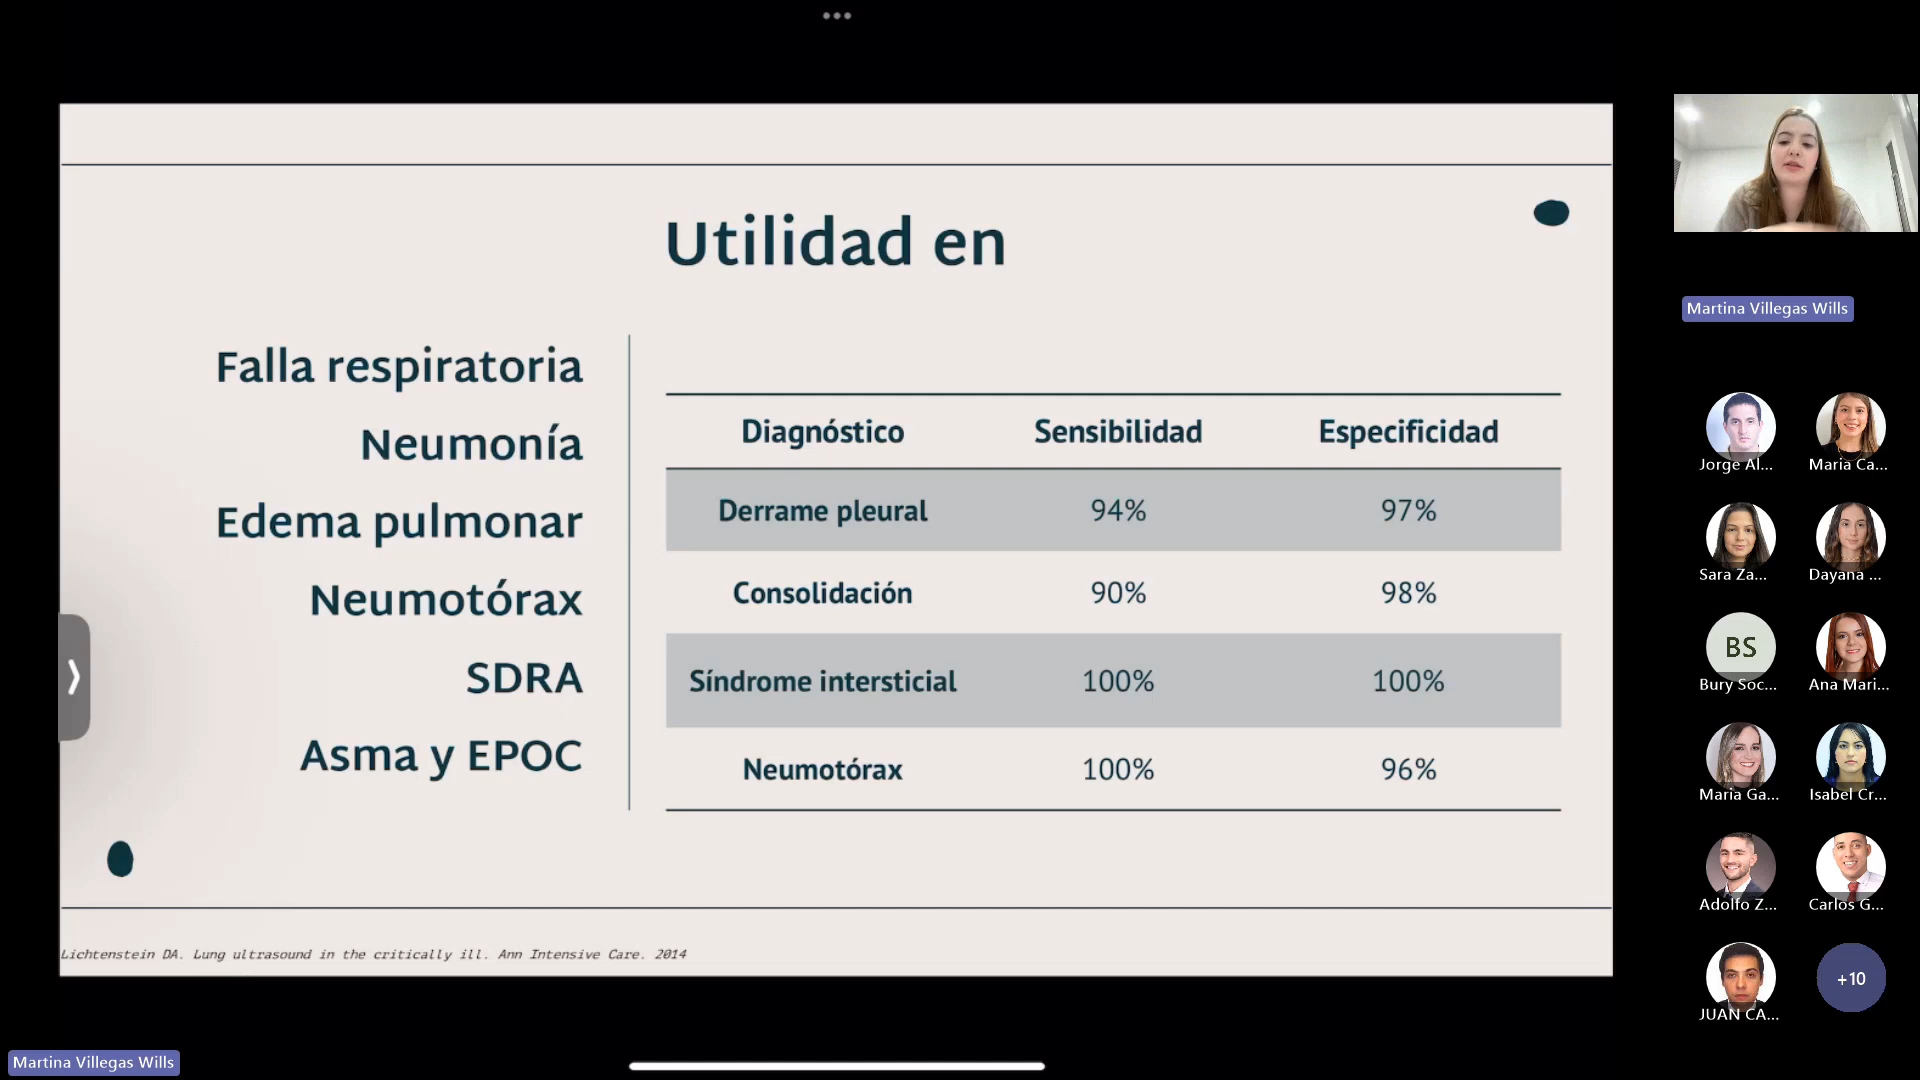 Utilidad en
Falla respiratoria
Neumonía
Edema pulmonar
Neumotórax
SDRA
Asma y EPOC
Diagnóstico Sensibilidad Especificidad
Derrame pleural 94% 97%
Consolidación 90% 98%
Síndrome intersticial 100% 100%
Neumotórax 100% 96%
Lichtenstein DA. Lung ultrasound in the critically ill. Ann Intensive Care. 2014
Martina Villegas Wills
Jorge Al... Maria Ca...
Sara Za... Dayana ...
BS
Bury Soc... Ana Mari...
Maria Ga... Isabel Cr...
Adolfo Z... Carlos G...
+10
JUAN CA...
Martina Villegas Wills